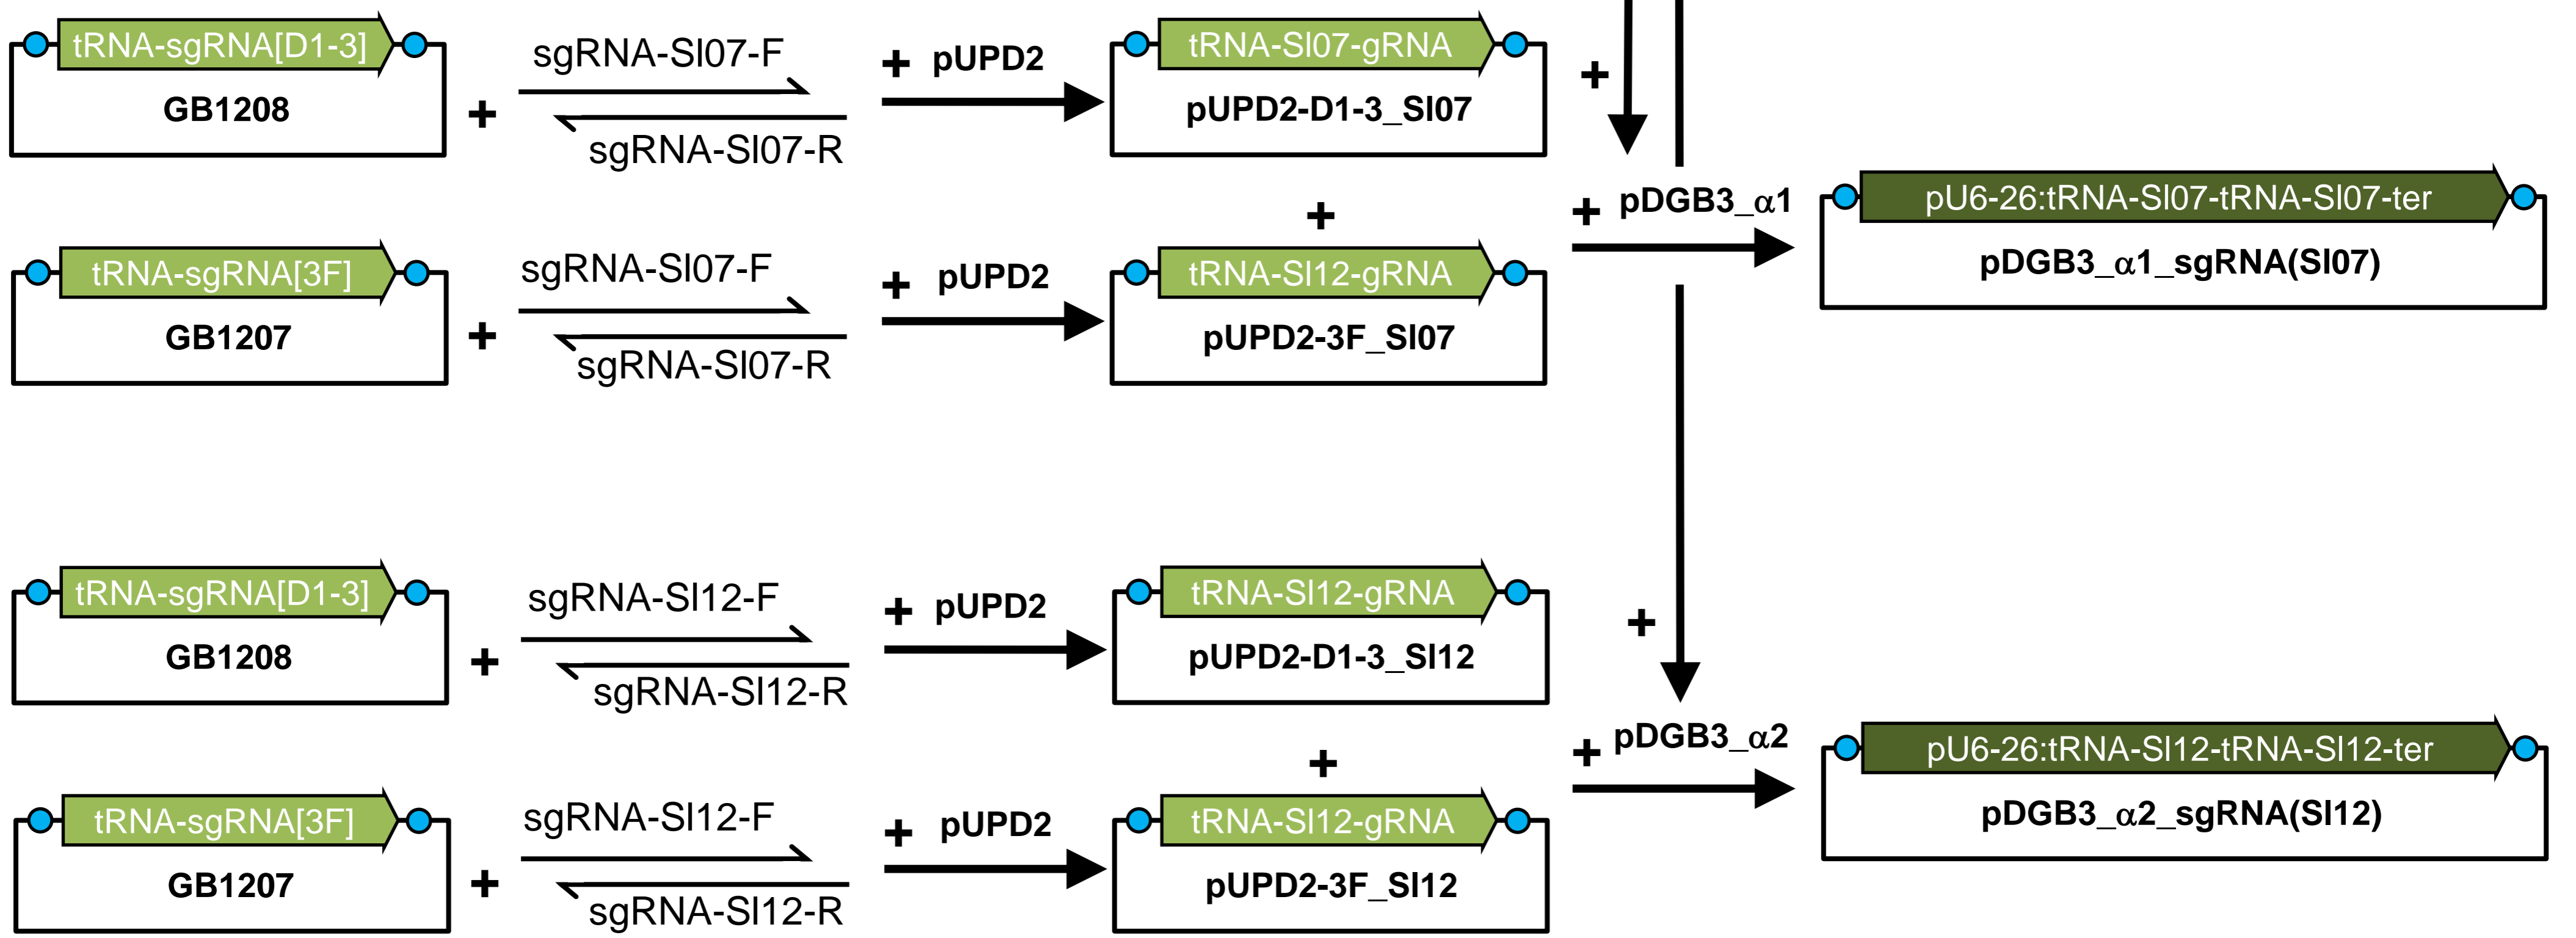 tRNA-sgRNA[D1-3]
GB1208
+
sgRNA-Sl07-F
sgRNA-Sl07-R
+ pUPD2
tRNA-Sl07-gRNA
pUPD2-D1-3_Sl07
+
+
tRNA-sgRNA[3F]
GB1207
+
sgRNA-Sl07-F
sgRNA-Sl07-R
+ pUPD2
tRNA-Sl12-gRNA
pUPD2-3F_Sl07
+ pDGB3_α1
pU6-26:tRNA-Sl07-tRNA-Sl07-ter
pDGB3_α1_sgRNA(Sl07)
tRNA-sgRNA[D1-3]
GB1208
+
sgRNA-Sl12-F
sgRNA-Sl12-R
+ pUPD2
tRNA-Sl12-gRNA
pUPD2-D1-3_Sl12
+
+
tRNA-sgRNA[3F]
GB1207
+
sgRNA-Sl12-F
sgRNA-Sl12-R
+ pUPD2
tRNA-Sl12-gRNA
pUPD2-3F_Sl12
+ pDGB3_α2
pU6-26:tRNA-Sl12-tRNA-Sl12-ter
pDGB3_α2_sgRNA(Sl12)